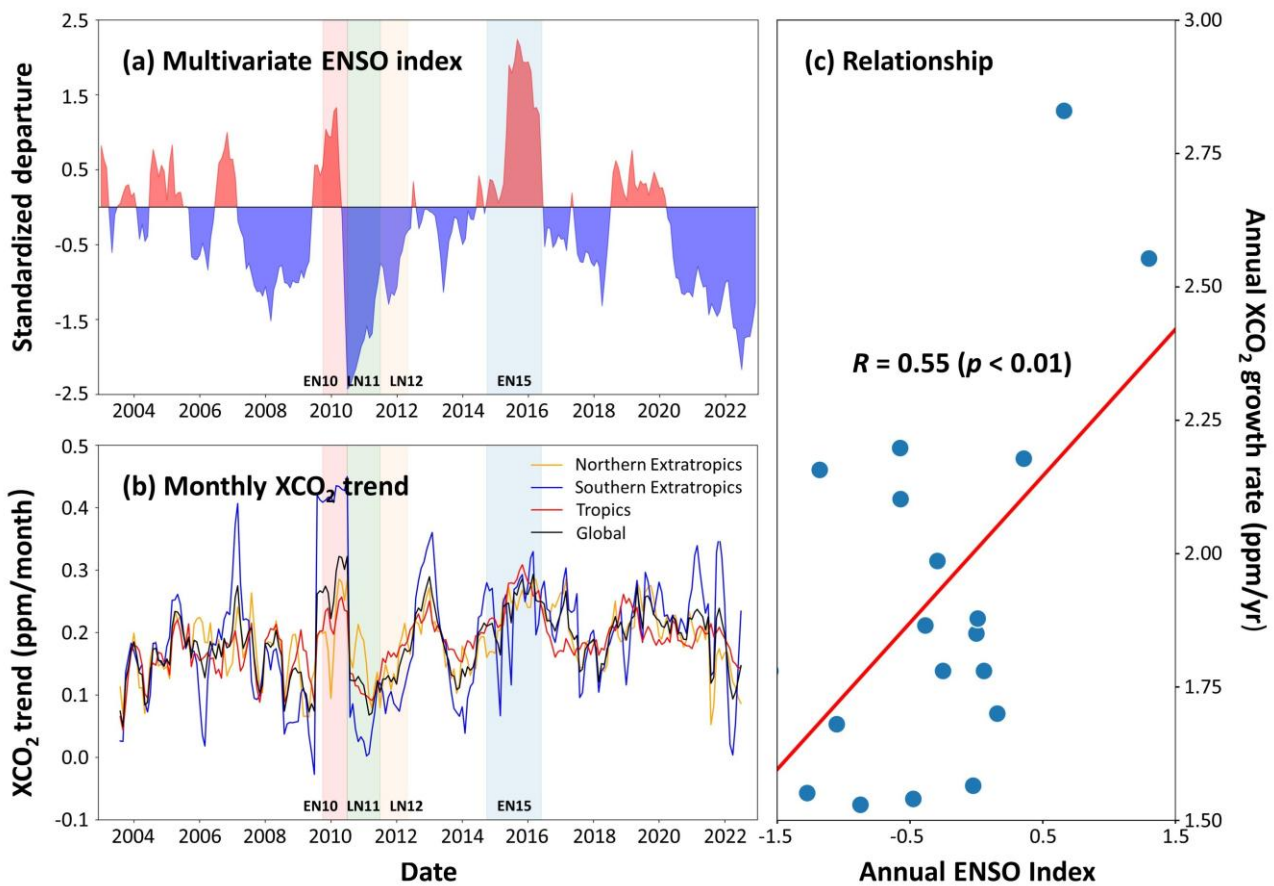 (a) Multivariate ENSO index
Standardized departure
2.5
1.5
0.5
-0.5
-1.5
-2.5
EN10 LN11 LN12 EN15
2004 2006 2008 2010 2012 2014 2016 2018 2020 2022
(b) Monthly XCO₂ trend
XCO₂ trend (ppm/month)
0.5
0.4
0.3
0.2
0.1
0.0
-0.1
Northern Extratropics
Southern Extratropics
Tropics
Global
EN10 LN11 LN12 EN15
2004 2006 2008 2010 2012 2014 2016 2018 2020 2022
Date
(c) Relationship
R = 0.55 (p < 0.01)
3.00
2.75
2.50
2.25
2.00
1.75
1.50
Annual XCO₂ growth rate (ppm/yr)
-1.5 -0.5 0.5 1.5
Annual ENSO Index